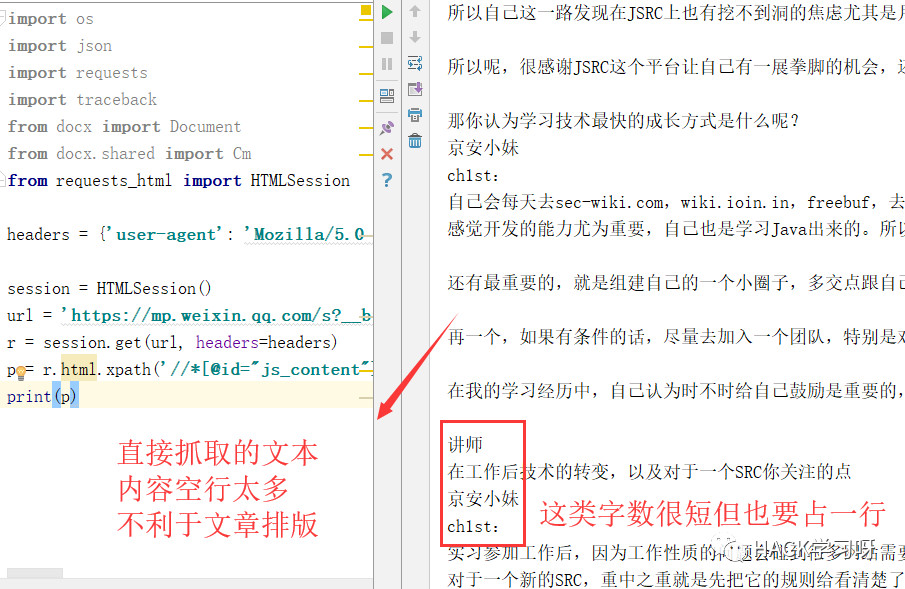 import os
import json
import requests
import traceback
from docx import Document
from docx.shared import Cm
from requests_html import HTMLSession
headers = {'user-agent': 'Mozilla/5.0
session = HTMLSession()
url = 'https://mp.weixin.qq.com/s?__b
r = session.get(url, headers=headers)
p = r.html.xpath('//*[@id="js_content"
print(p)
直接抓取的文本
内容空行太多
不利于文章排版
所以自己这一路发现在JSRC上也有挖不到洞的焦虑尤其是
所以呢，很感谢JSRC这个平台让自己有一展拳脚的机会，
那你认为学习技术最快的成长方式是什么呢？
京安小妹
ch1st：
自己会每天去sec-wiki.com，wiki.ioin.in，freebuf，去
感觉开发的能力尤为重要，自己也是学习Java出来的。所以
还有最重要的，就是组建自己的一个小圈子，多交点跟自己
再一个，如果有条件的话，尽量去加入一个团队，特别是
在我的学习经历中，自己认为时不时给自己鼓励是重要的，
讲师
在工作后技术的转变，以及对于一个SRC你关注的点
京安小妹
ch1st：
这类字数很短但也要占一行
HACK学习呀
实习参加工作后，因为工作性质的
对于一个新的SRC，重中之重就是先把它的规则给看清楚了